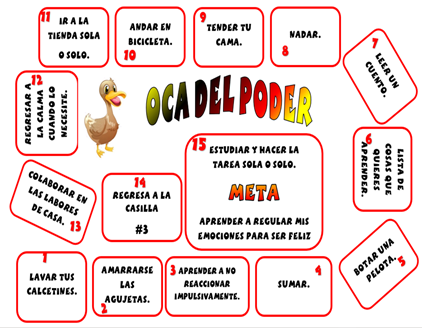 11
IR A LA
TIENDA SOLA
O SOLO.
ANDAR EN
BICICLETA.
10
9
TENDER TU
CAMA.
NADAR.
8
7
LEER UN
CUENTO.
12
REGRESAR A
LA CALMA
CUANDO LO
NECESITE.
OCA DEL PODER
6
LISTA DE
COSAS QUE
QUIERES
APRENDER.
15
ESTUDIAR Y HACER LA
TAREA SOLA O SOLO.
META
APRENDER A REGULAR MIS
EMOCIONES PARA SER FELIZ
COLABORAR EN
LAS LABORES
DE CASA.
13
14
REGRESA A LA
CASILLA
#3
BOTAR UNA
PELOTA.
5
1
LAVAR TUS
CALCETINES.
AMARRARSE
LAS
AGUJETAS.
2
3
APRENDER A NO
REACCIONAR
IMPULSIVAMENTE.
4
SUMAR.